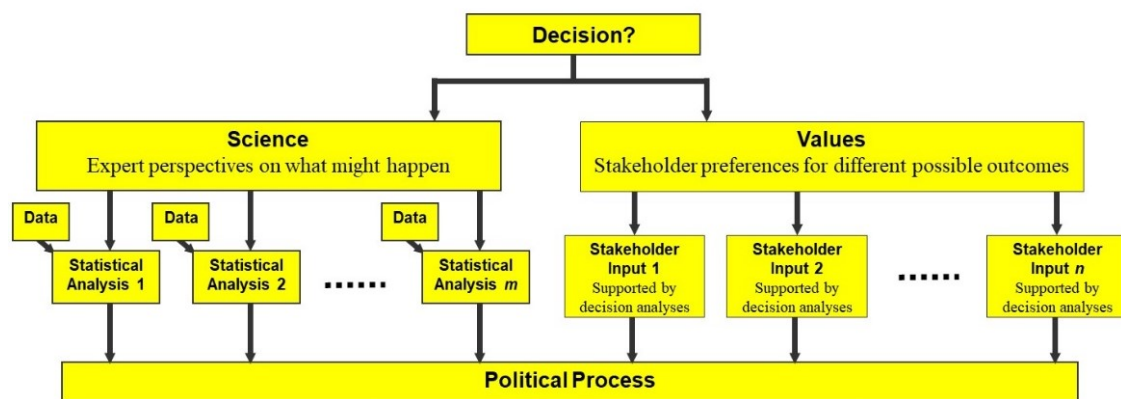 Decision?
Science
Expert perspectives on what might happen
Values
Stakeholder preferences for different possible outcomes
Data
Statistical
Analysis 1
Data
Statistical
Analysis 2
.......
Data
Statistical
Analysis m
Stakeholder
Input 1
Supported by
decision analyses
Stakeholder
Input 2
Supported by
decision analyses
.......
Stakeholder
Input n
Supported by
decision analyses
Political Process